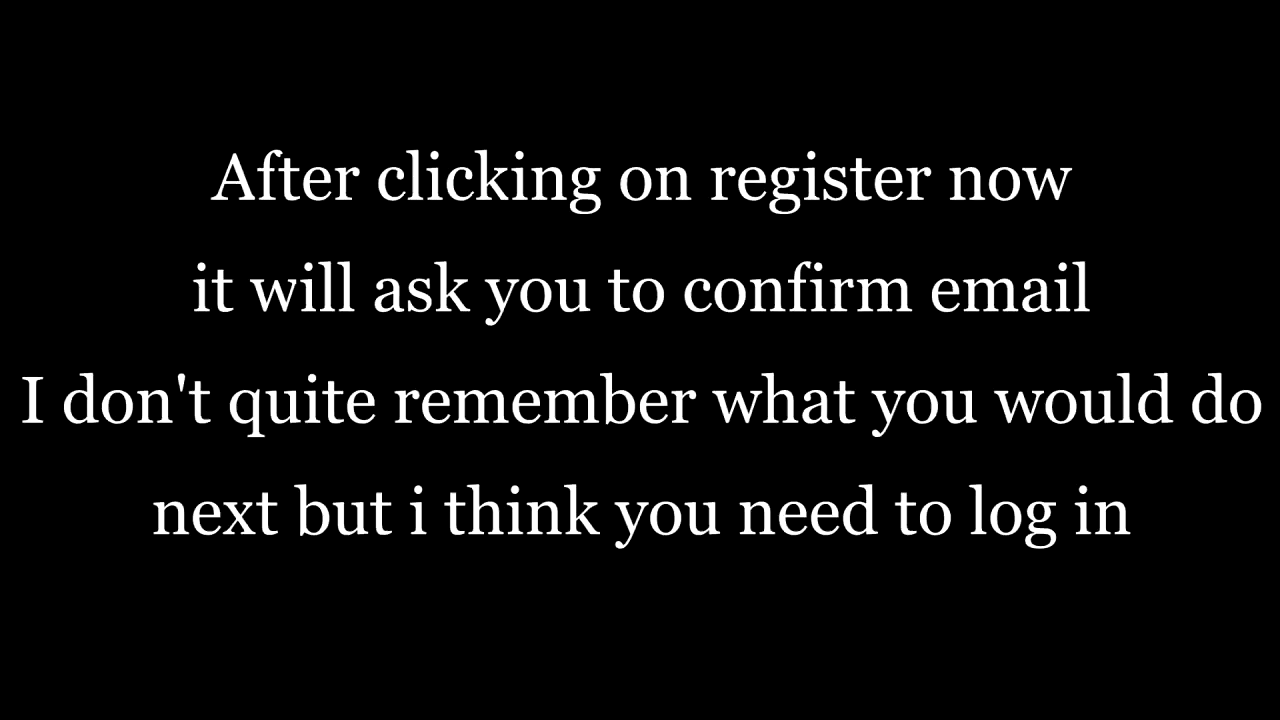 After clicking on register now
it will ask you to confirm email
I don't quite remember what you would do
next but i think you need to log in